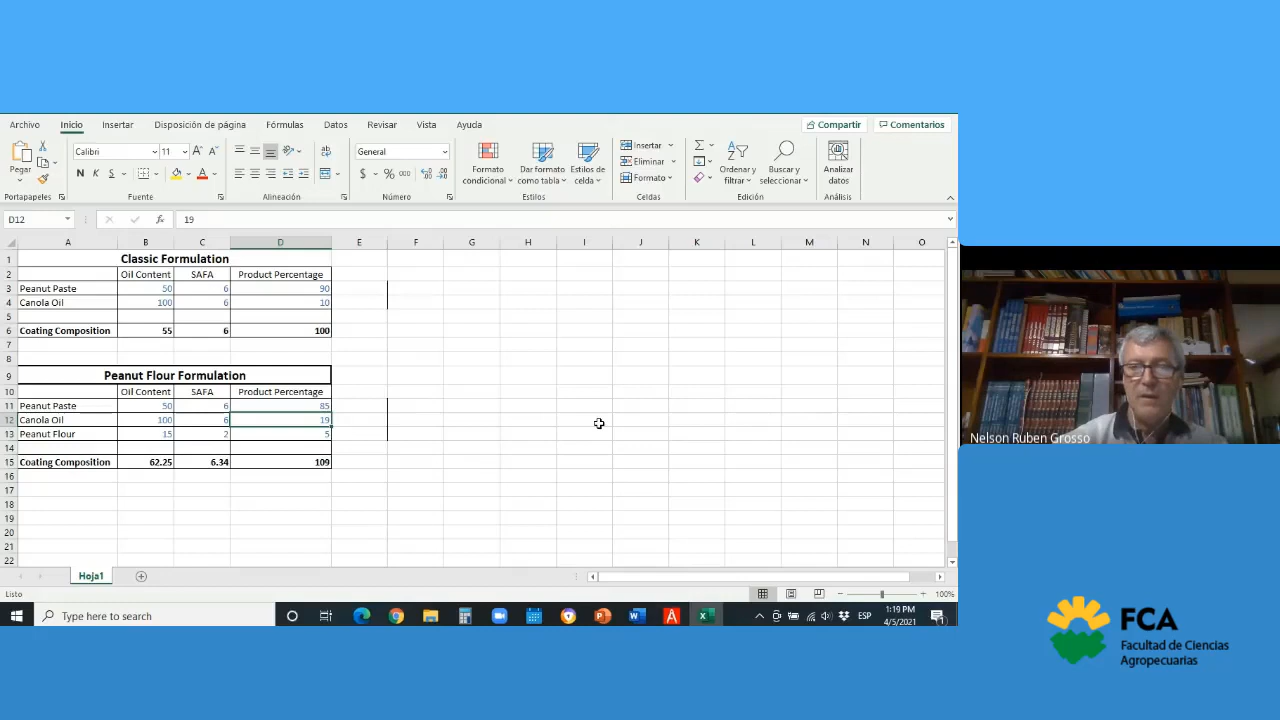 Archivo Inicio Insertar Disposición de página Fórmulas Datos Revisar Vista Ayuda Compartir Comentarios
Pegar Calibri 11 General Insertar
N K S Eliminar
Formato condicional Dar formato como tabla Estilos de celda Formato Ordenar y filtrar Buscar y seleccionar Analizar datos
Portapapeles Fuente Alineación Número Estilos Celdas Edición Análisis
D12 fx 19
A B C D E F G H I J K L M N O
1 Classic Formulation
2 Oil Content SAFA Product Percentage
3 Peanut Paste 50 6 90
4 Canola Oil 100 6 10
5
6 Coating Composition 55 6 100
7
8
9 Peanut Flour Formulation
10 Oil Content SAFA Product Percentage
11 Peanut Paste 50 6 85
12 Canola Oil 100 6 19
13 Peanut Flour 15 2 5
14
15 Coating Composition 62.25 6.34 109
16
17
18
19
20
21
22
Hoja1
Listo 100%
Type here to search ESP 1:19 PM
4/5/2021
Nelson Ruben Grosso
FCA
Facultad de Ciencias
Agropecuarias